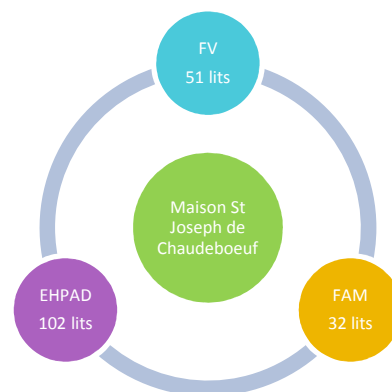 FV
51 lits
Maison St
Joseph de
Chaudeboeuf
EHPAD
102 lits
FAM
32 lits